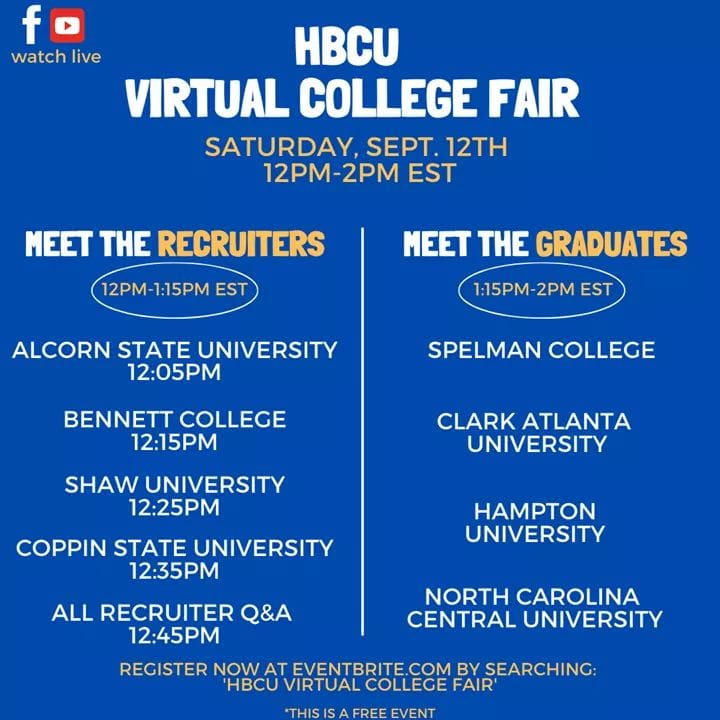 f
watch live
HBCU
VIRTUAL COLLEGE FAIR
SATURDAY, SEPT. 12TH
12PM-2PM EST
MEET THE RECRUITERS
12PM-1:15PM EST
ALCORN STATE UNIVERSITY
12:05PM
BENNETT COLLEGE
12:15PM
SHAW UNIVERSITY
12:25PM
COPPIN STATE UNIVERSITY
12:35PM
ALL RECRUITER Q&A
12:45PM
MEET THE GRADUATES
1:15PM-2PM EST
SPELMAN COLLEGE
CLARK ATLANTA
UNIVERSITY
HAMPTON
UNIVERSITY
NORTH CAROLINA
CENTRAL UNIVERSITY
REGISTER NOW AT EVENTBRITE.COM BY SEARCHING:
'HBCU VIRTUAL COLLEGE FAIR'
*THIS IS A FREE EVENT